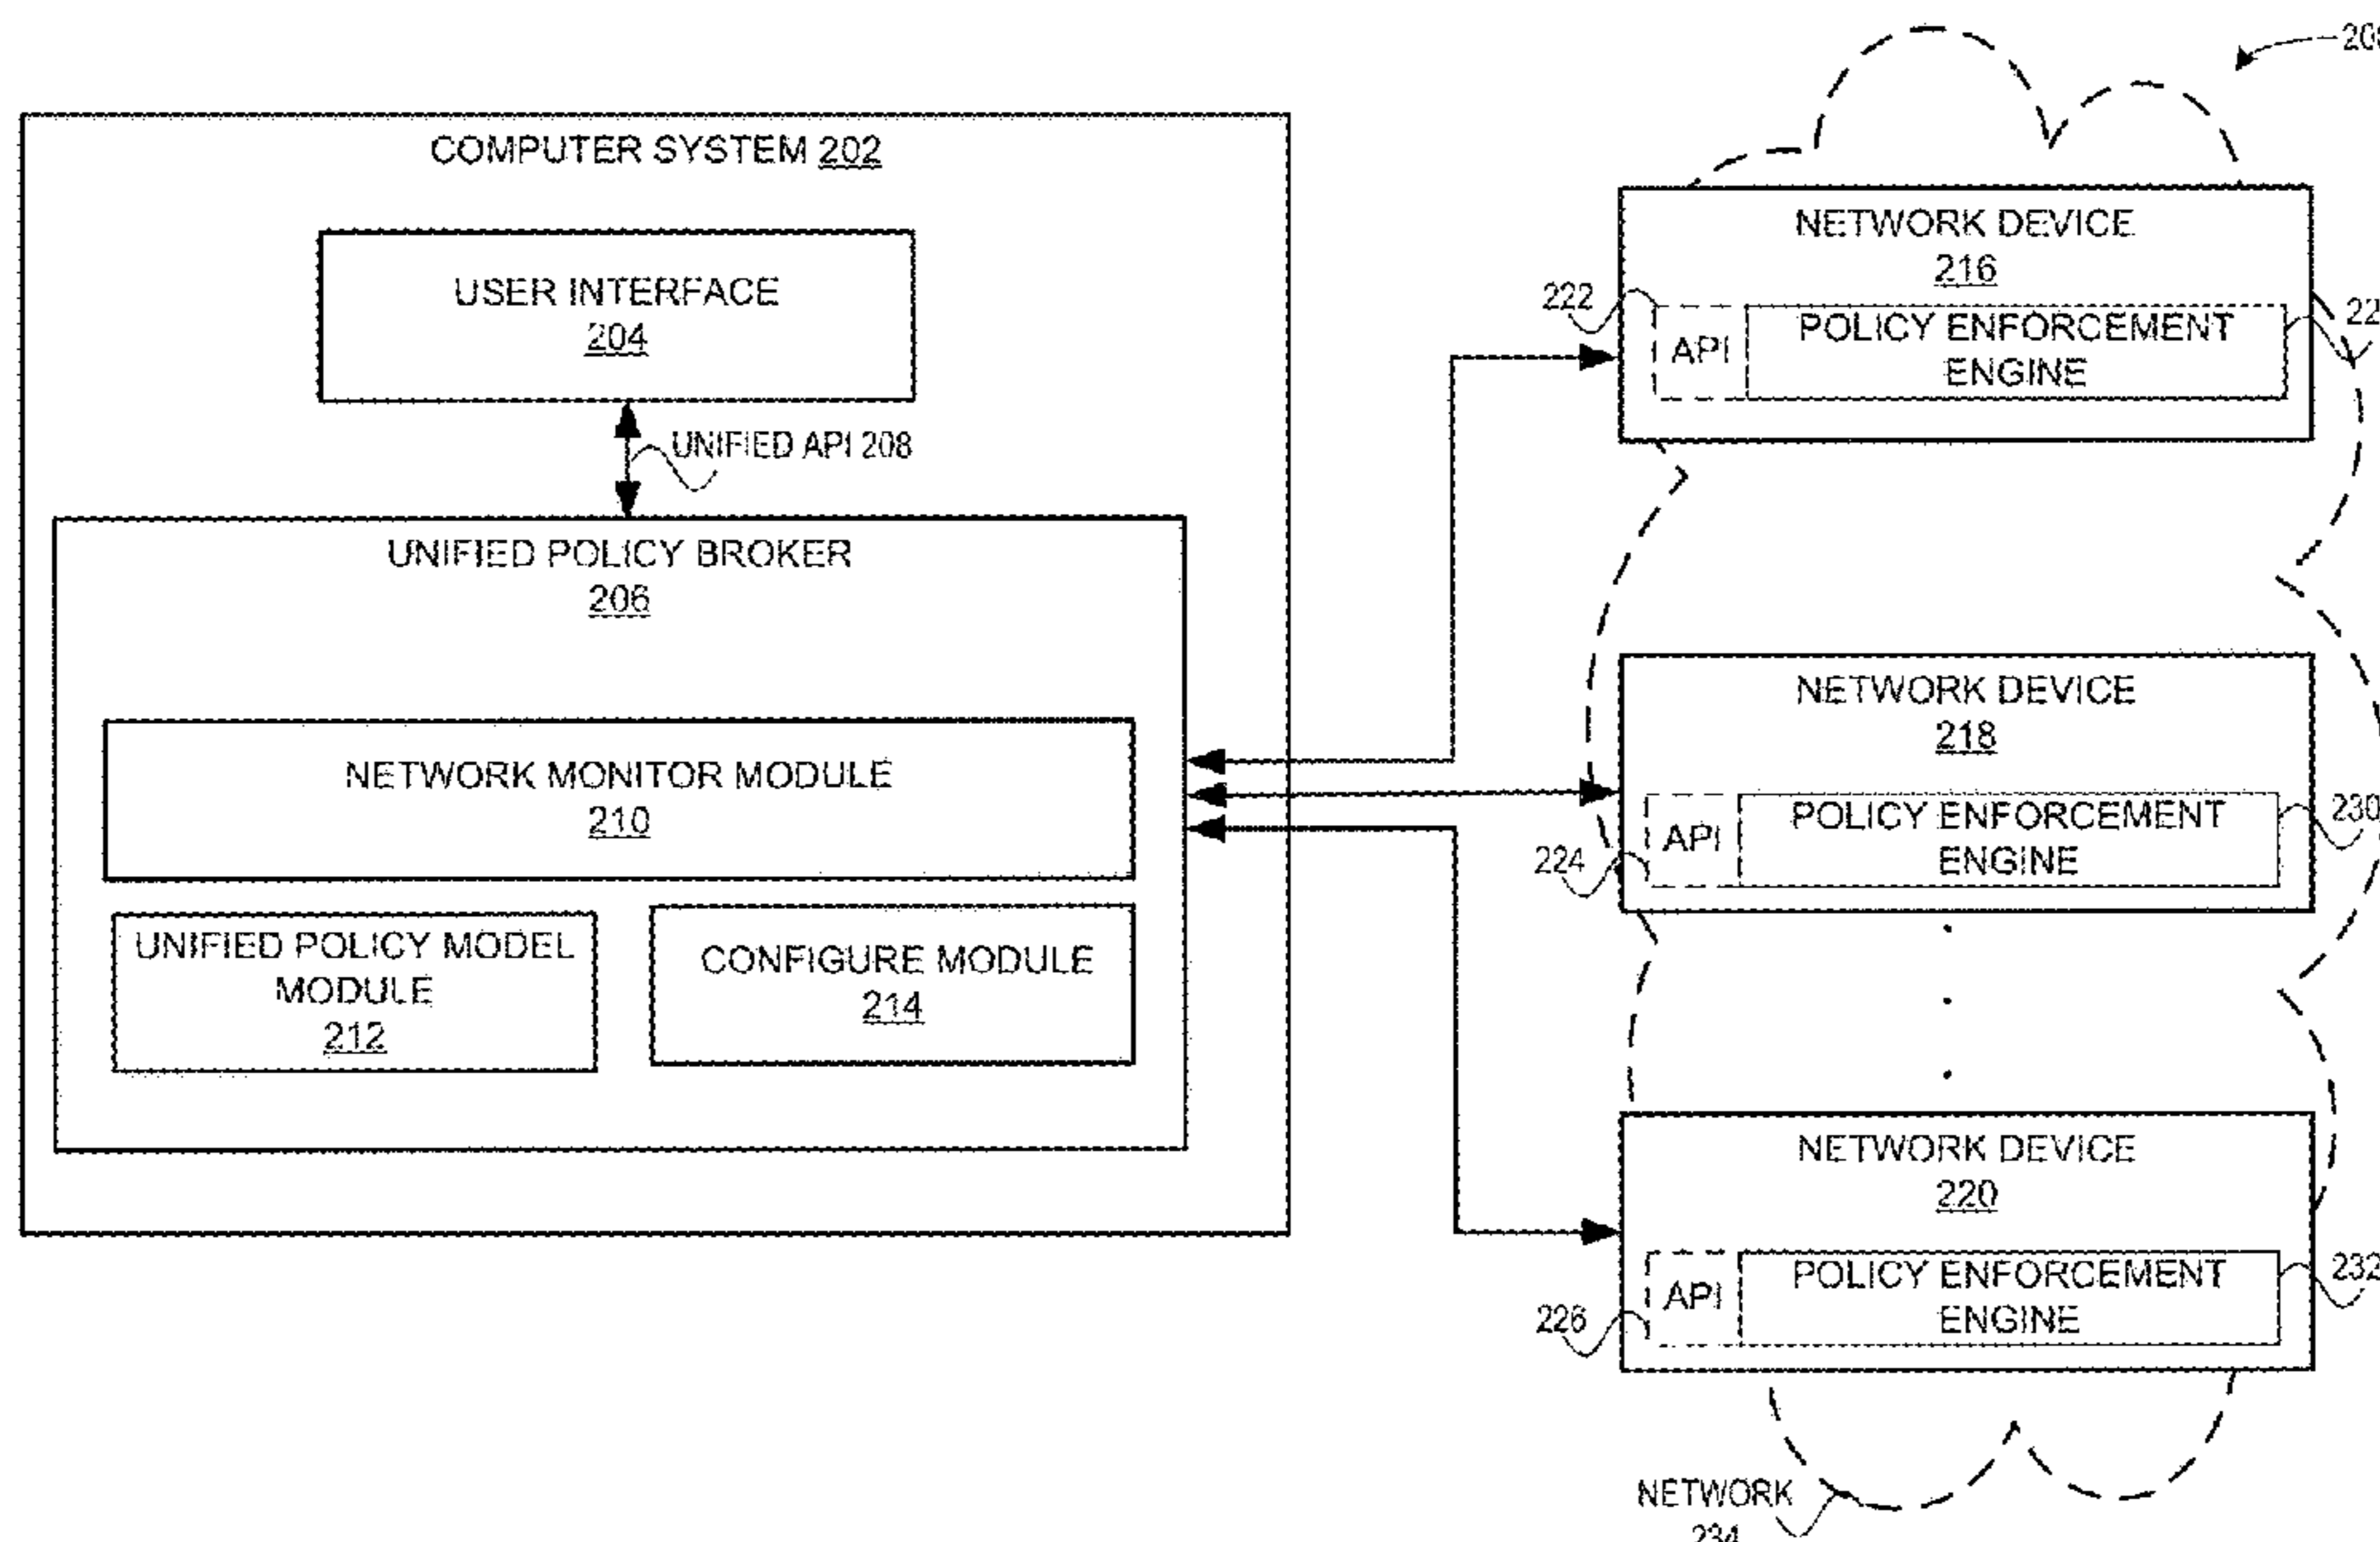 COMPUTER SYSTEM 202
USER INTERFACE
204
UNIFIED API 208
UNIFIED POLICY BROKER
206
NETWORK MONITOR MODULE
210
UNIFIED POLICY MODEL
MODULE
212
CONFIGURE MODULE
214
NETWORK DEVICE
216
222
API
POLICY ENFORCEMENT
ENGINE
NETWORK DEVICE
218
224
API
POLICY ENFORCEMENT
ENGINE
230
NETWORK DEVICE
220
226
API
POLICY ENFORCEMENT
ENGINE
232
NETWORK
234